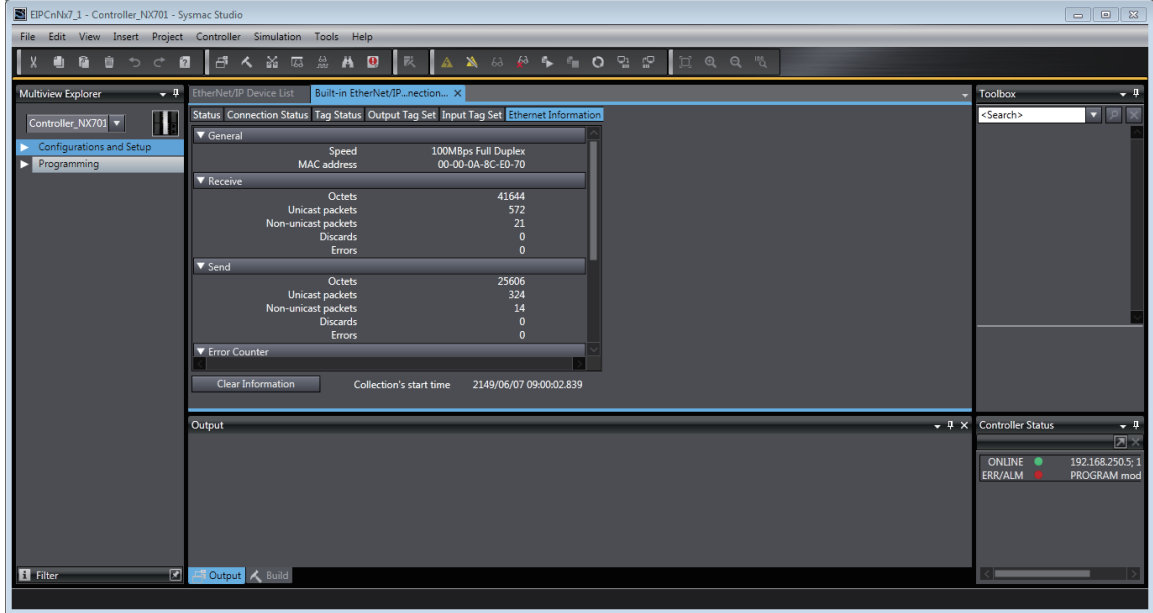 EIPCnNx7_1 - Controller_NX701 - Sysmac Studio
File Edit View Insert Project Controller Simulation Tools Help
Multiview Explorer
Controller_NX701
Configurations and Setup
Programming
Filter
EtherNet/IP Device List Built-in EtherNet/IP...nection...
Status Connection Status Tag Status Output Tag Set Input Tag Set Ethernet Information
General
Speed 100MBps Full Duplex
MAC address 00-00-0A-8C-E0-70
Receive
Octets 41644
Unicast packets 572
Non-unicast packets 21
Discards 0
Errors 0
Send
Octets 25606
Unicast packets 324
Non-unicast packets 14
Discards 0
Errors 0
Error Counter
Clear Information Collection's start time 2149/06/07 09:00:02.839
Output
Output Build
Toolbox
<Search>
Controller Status
ONLINE 192.168.250.5; 1
ERR/ALM PROGRAM mod